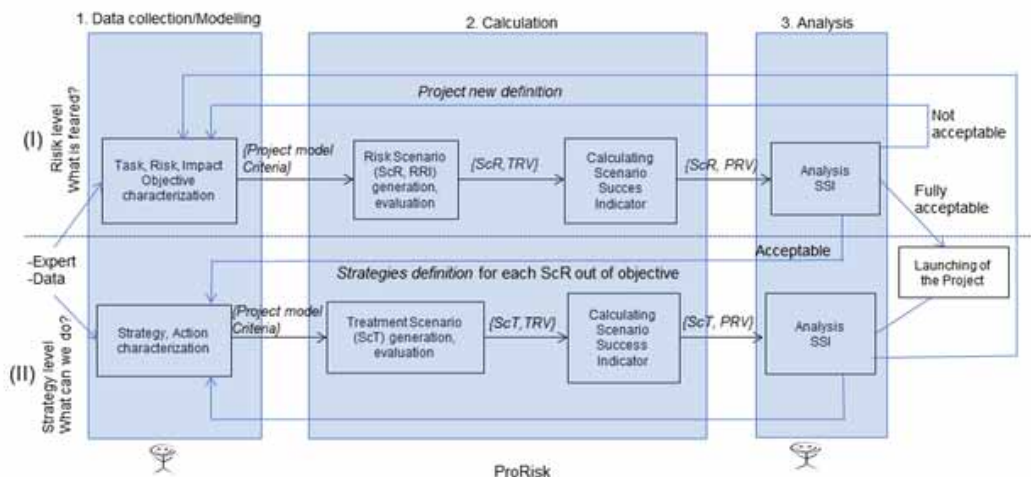 1. Data collection/Modelling
2. Calculation
3. Analysis
(I)
Risik level
What is feared?
Project new definition
Not
acceptable
Task, Risk, Impact
Objective
characterization
{Project model
Criteria}
Risk Scenario
(ScR, RRI)
generation,
evaluation
{ScR,TRV}
Calculating
Scenario
Succes
Indicator
{ScR, PRV}
Analysis
SSI
Fully
acceptable
-Expert
-Data
Acceptable
Strategies definition for each ScR out of objective
Launching of
the Project
(II)
Strategy level
What can we do?
Strategy, Action
characterization
{Project model
Criteria}
Treatment Scenario
(ScT) generation,
evaluation
{ScT,TRV}
Calculating
Scenario
Success
Indicator
{ScT, PRV}
Analysis
SSI
ProRisk